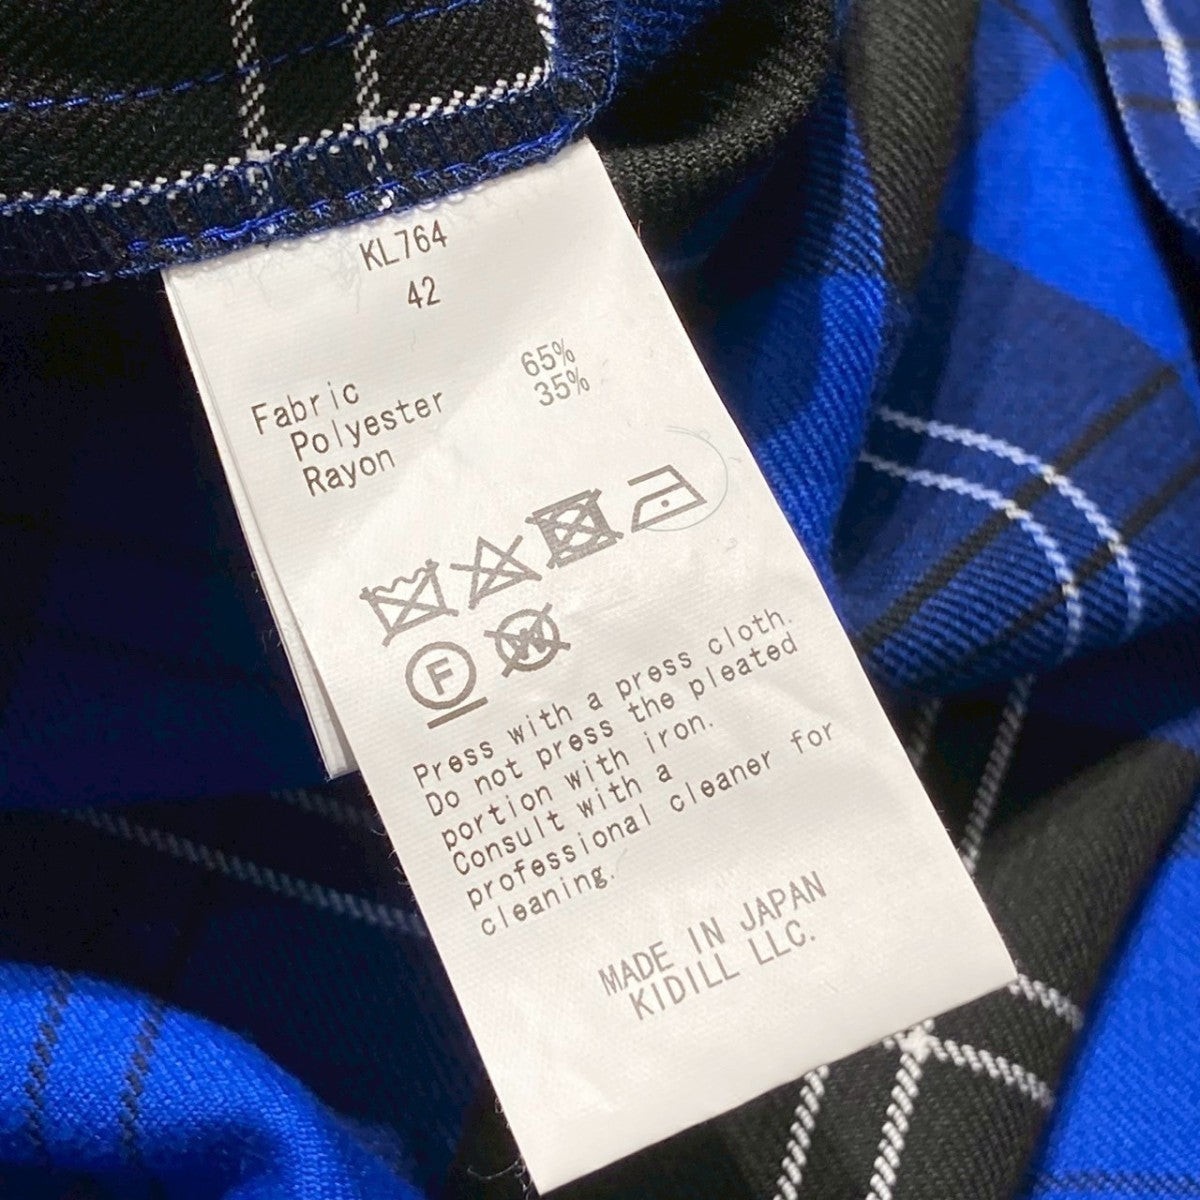 KL764
42
Fabric
Polyester 65%
Rayon 35%
F W
Press with a press cloth.
Do not press the pleated
portion with iron.
Consult with a
professional cleaner for
cleaning.
MADE IN JAPAN
KIDILL LLC.